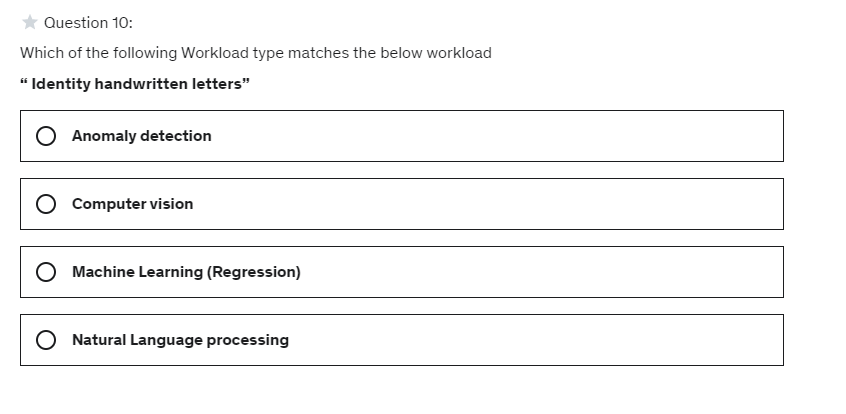 Question 10:
Which of the following Workload type matches the below workload
“ Identity handwritten letters”
Anomaly detection
Computer vision
Machine Learning (Regression)
Natural Language processing